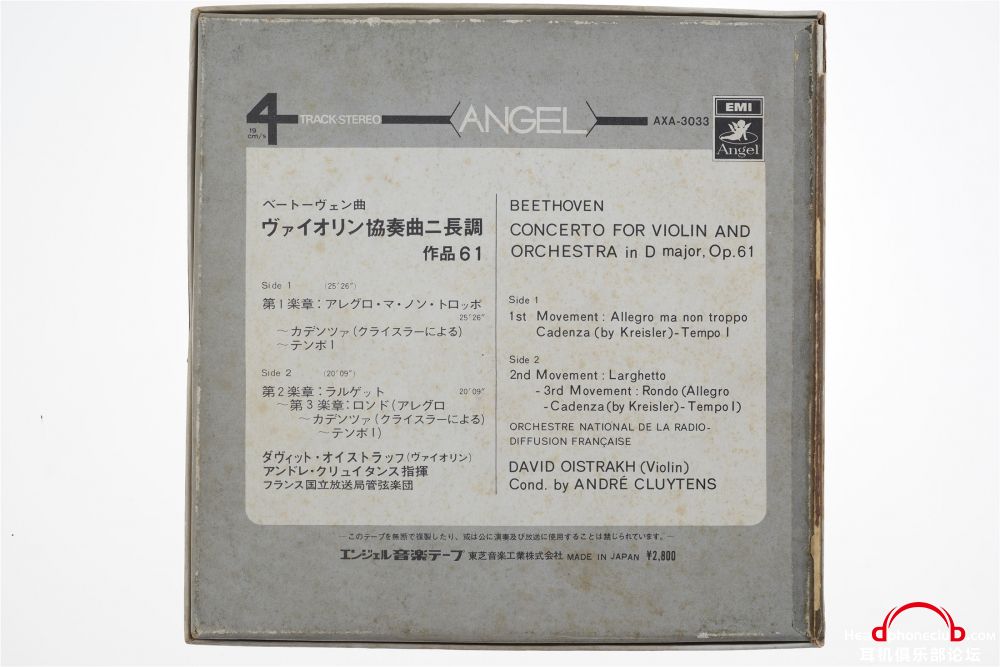 4 TRACK-STEREO ANGEL AXA-3033
19
cm/s
EMI
Angel
ベートーヴェン曲
ヴァイオリン協奏曲ニ長調
作品61
Side 1 (25'26")
第1楽章:アレグロ・マ・ノン・トロッポ
25'26"
～カデンツァ(クライスラーによる)
～テンポI
Side 2 (20'09")
第2楽章:ラルゲット 20'09"
～第3楽章:ロンド(アレグロ
～カデンツァ(クライスラーによる)
～テンポI)
ダヴィット・オイストラッフ(ヴァイオリン)
アンドレ・クリュイタンス指揮
フランス国立放送局管弦楽団
BEETHOVEN
CONCERTO FOR VIOLIN AND
ORCHESTRA in D major, Op.61
Side 1
1st Movement : Allegro ma non troppo
Cadenza (by Kreisler) - Tempo I
Side 2
2nd Movement : Larghetto
- 3rd Movement : Rondo (Allegro
- Cadenza (by Kreisler) - Tempo I)
ORCHESTRE NATIONAL DE LA RADIO-
DIFFUSION FRANÇAISE
DAVID OISTRAKH (Violin)
Cond. by ANDRÉ CLUYTENS
—このテープを無断で複製したり、或は公に演奏及び放送に使用することは禁じられています。—
エンジェル音楽テープ 東芝音楽工業株式会社 MADE IN JAPAN ¥2,800
Headphoneclub.com
耳机俱乐部论坛